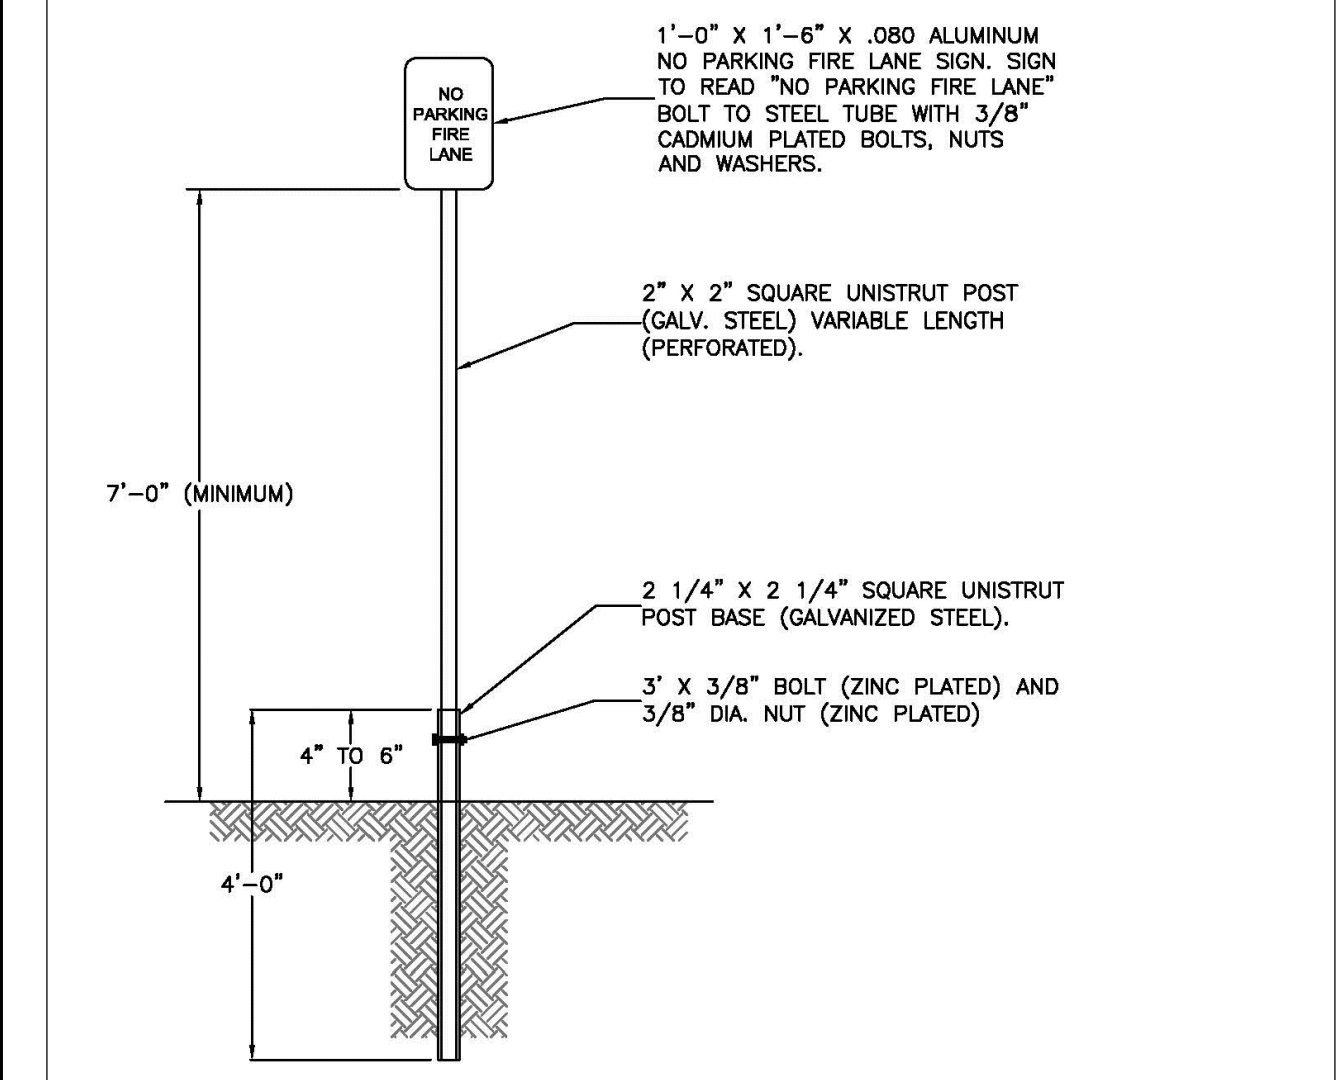 1'-0" X 1'-6" X .080 ALUMINUM
NO PARKING FIRE LANE SIGN. SIGN
TO READ "NO PARKING FIRE LANE"
BOLT TO STEEL TUBE WITH 3/8"
CADMIUM PLATED BOLTS, NUTS
AND WASHERS.
NO
PARKING
FIRE
LANE
2" X 2" SQUARE UNISTRUT POST
(GALV. STEEL) VARIABLE LENGTH
(PERFORATED).
7'-0" (MINIMUM)
2 1/4" X 2 1/4" SQUARE UNISTRUT
POST BASE (GALVANIZED STEEL).
3' X 3/8" BOLT (ZINC PLATED) AND
3/8" DIA. NUT (ZINC PLATED)
4" TO 6"
4'-0"